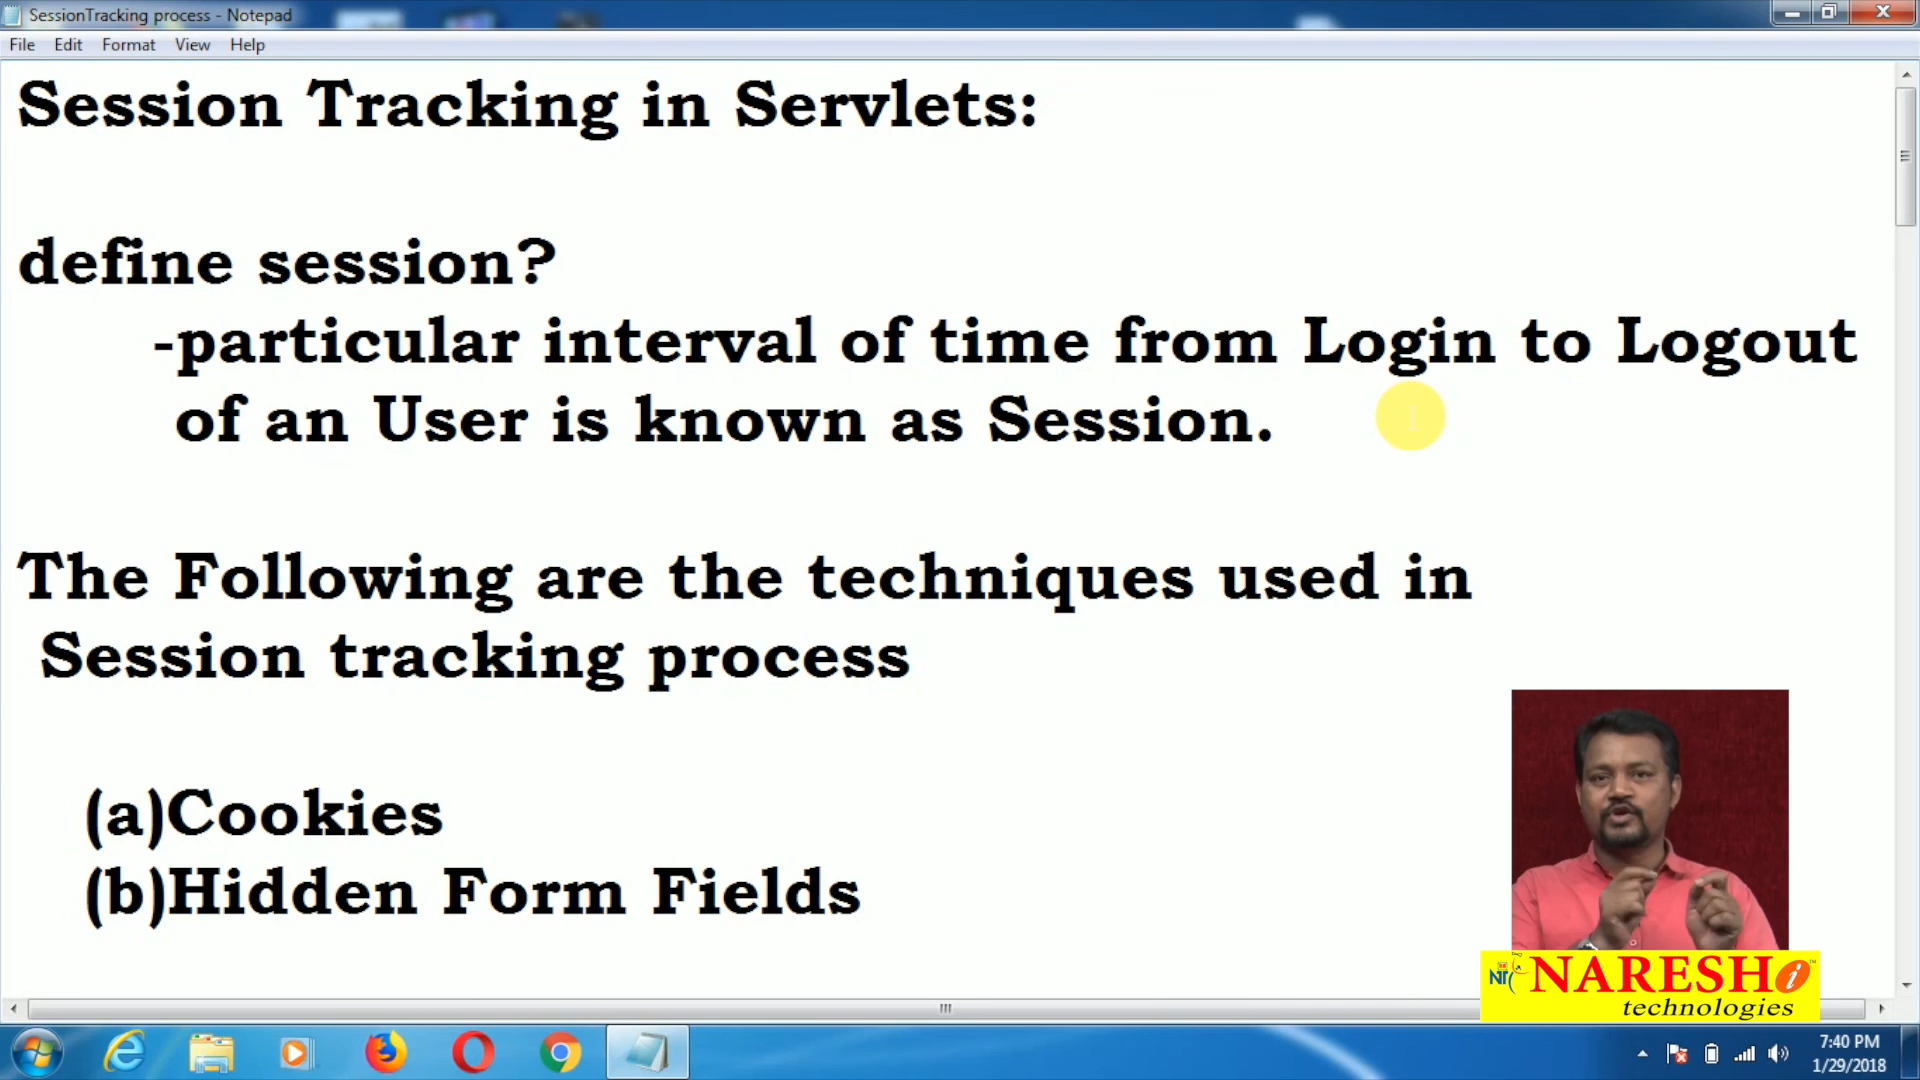 SessionTracking process - Notepad
File Edit Format View Help
Session Tracking in Servlets:
define session?
-particular interval of time from Login to Logout
of an User is known as Session.
The Following are the techniques used in
Session tracking process
(a)Cookies
(b)Hidden Form Fields
NARESH i
technologies
7:40 PM
1/29/2018